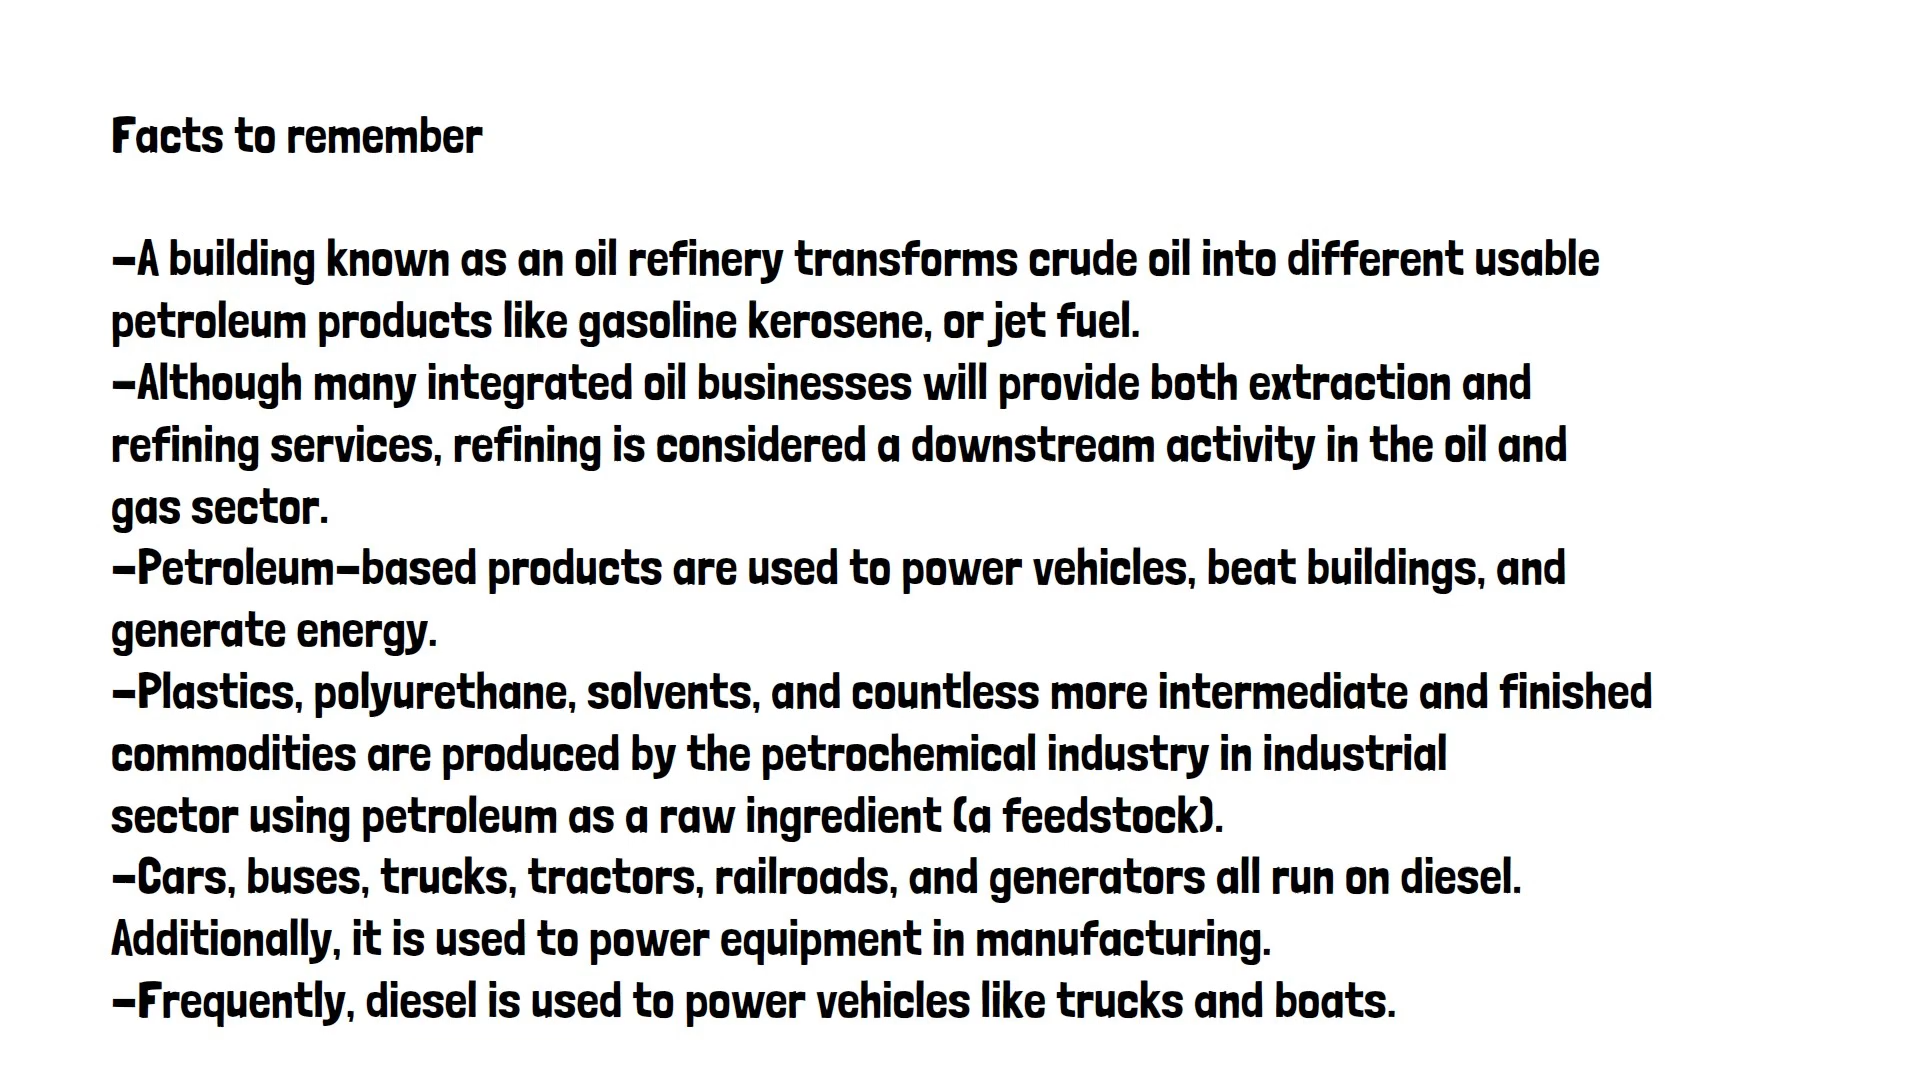 Facts to remember
-A building known as an oil refinery transforms crude oil into different usable
petroleum products like gasoline kerosene, or jet fuel.
-Although many integrated oil businesses will provide both extraction and
refining services, refining is considered a downstream activity in the oil and
gas sector.
-Petroleum-based products are used to power vehicles, beat buildings, and
generate energy.
-Plastics, polyurethane, solvents, and countless more intermediate and finished
commodities are produced by the petrochemical industry in industrial
sector using petroleum as a raw ingredient (a feedstock).
-Cars, buses, trucks, tractors, railroads, and generators all run on diesel.
Additionally, it is used to power equipment in manufacturing.
-Frequently, diesel is used to power vehicles like trucks and boats.